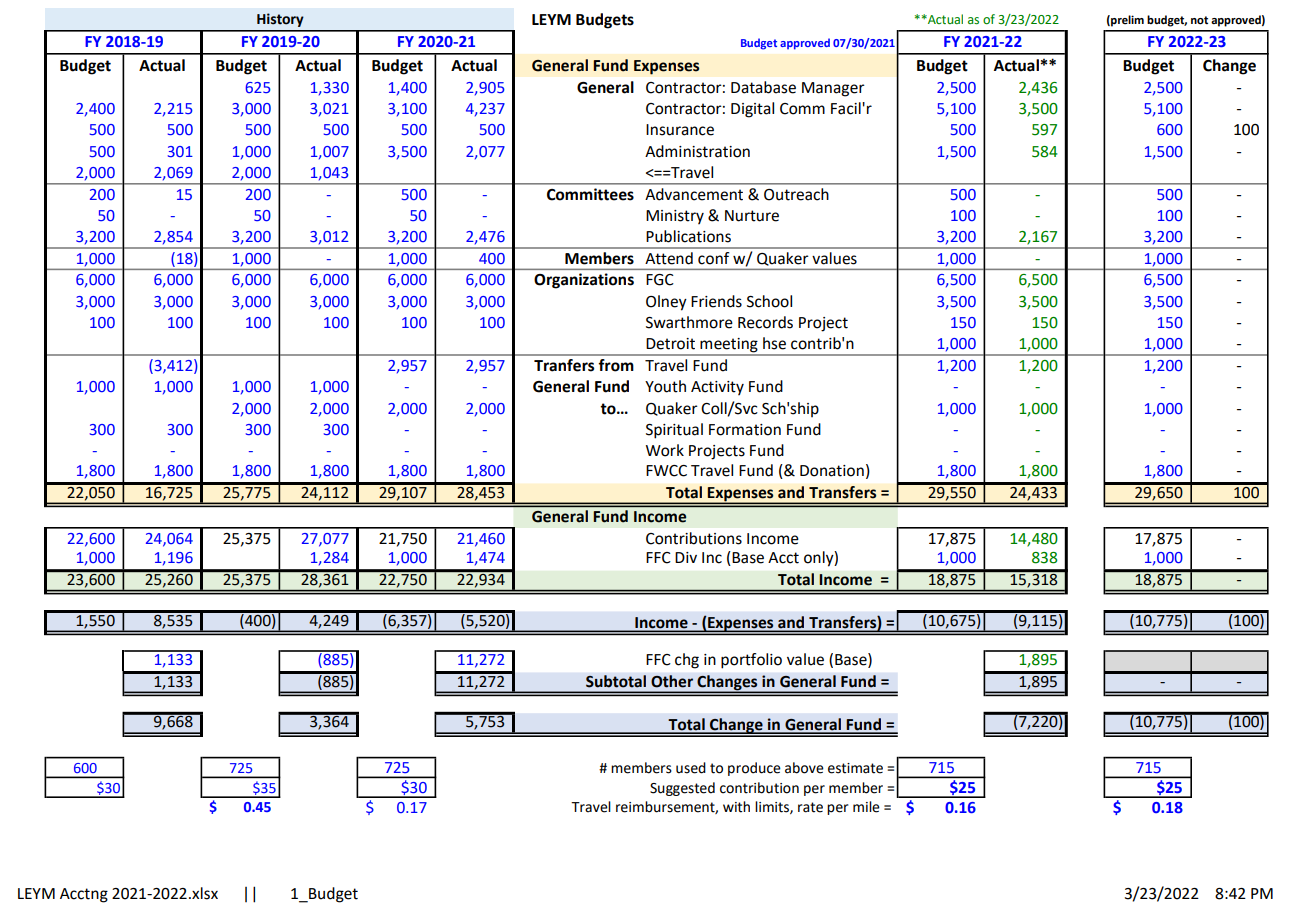 History LEYM Budgets **Actual as of 3/23/2022 (prelim budget, not approved)
FY 2018-19 FY 2019-20 FY 2020-21 Budget approved 07/30/2021 FY 2021-22 FY 2022-23
Budget Actual Budget Actual Budget Actual General Fund Expenses Budget Actual** Budget Change
625 1,330 1,400 2,905 General Contractor: Database Manager 2,500 2,436 2,500 -
2,400 2,215 3,000 3,021 3,100 4,237 Contractor: Digital Comm Facil'r 5,100 3,500 5,100 -
500 500 500 500 500 500 Insurance 500 597 600 100
500 301 1,000 1,007 3,500 2,077 Administration 1,500 584 1,500 -
2,000 2,069 2,000 1,043 <==Travel
200 15 200 - 500 - Committees Advancement & Outreach 500 - 500 -
50 - 50 - 50 - Ministry & Nurture 100 - 100 -
3,200 2,854 3,200 3,012 3,200 2,476 Publications 3,200 2,167 3,200 -
1,000 (18) 1,000 - 1,000 400 Members Attend conf w/ Quaker values 1,000 - 1,000 -
6,000 6,000 6,000 6,000 6,000 6,000 Organizations FGC 6,500 6,500 6,500 -
3,000 3,000 3,000 3,000 3,000 3,000 Olney Friends School 3,500 3,500 3,500 -
100 100 100 100 100 100 Swarthmore Records Project 150 150 150 -
Detroit meeting hse contrib'n 1,000 1,000 1,000 -
(3,412) 2,957 2,957 Tranfers from Travel Fund 1,200 1,200 1,200 -
1,000 1,000 1,000 1,000 - - General Fund Youth Activity Fund - - - -
2,000 2,000 2,000 2,000 to... Quaker Coll/Svc Sch'ship 1,000 1,000 1,000 -
300 300 300 300 - - Spiritual Formation Fund - - - -
- - - - - - Work Projects Fund - - - -
1,800 1,800 1,800 1,800 1,800 1,800 FWCC Travel Fund (& Donation) 1,800 1,800 1,800 -
22,050 16,725 25,775 24,112 29,107 28,453 Total Expenses and Transfers = 29,550 24,433 29,650 100
General Fund Income
22,600 24,064 25,375 27,077 21,750 21,460 Contributions Income 17,875 14,480 17,875 -
1,000 1,196 1,284 1,000 1,474 FFC Div Inc (Base Acct only) 1,000 838 1,000 -
23,600 25,260 25,375 28,361 22,750 22,934 Total Income = 18,875 15,318 18,875 -
1,550 8,535 (400) 4,249 (6,357) (5,520) Income - (Expenses and Transfers) = (10,675) (9,115) (10,775) (100)
1,133 (885) 11,272 FFC chg in portfolio value (Base) 1,895
1,133 (885) 11,272 Subtotal Other Changes in General Fund = 1,895 - -
9,668 3,364 5,753 Total Change in General Fund = (7,220) (10,775) (100)
600 725 725 # members used to produce above estimate = 715 715
$30 $35 $30 Suggested contribution per member = $25 $25
$ 0.45 $ 0.17 Travel reimbursement, with limits, rate per mile = $ 0.16 $ 0.18
LEYM Acctng 2021-2022.xlsx || 1_Budget 3/23/2022 8:42 PM